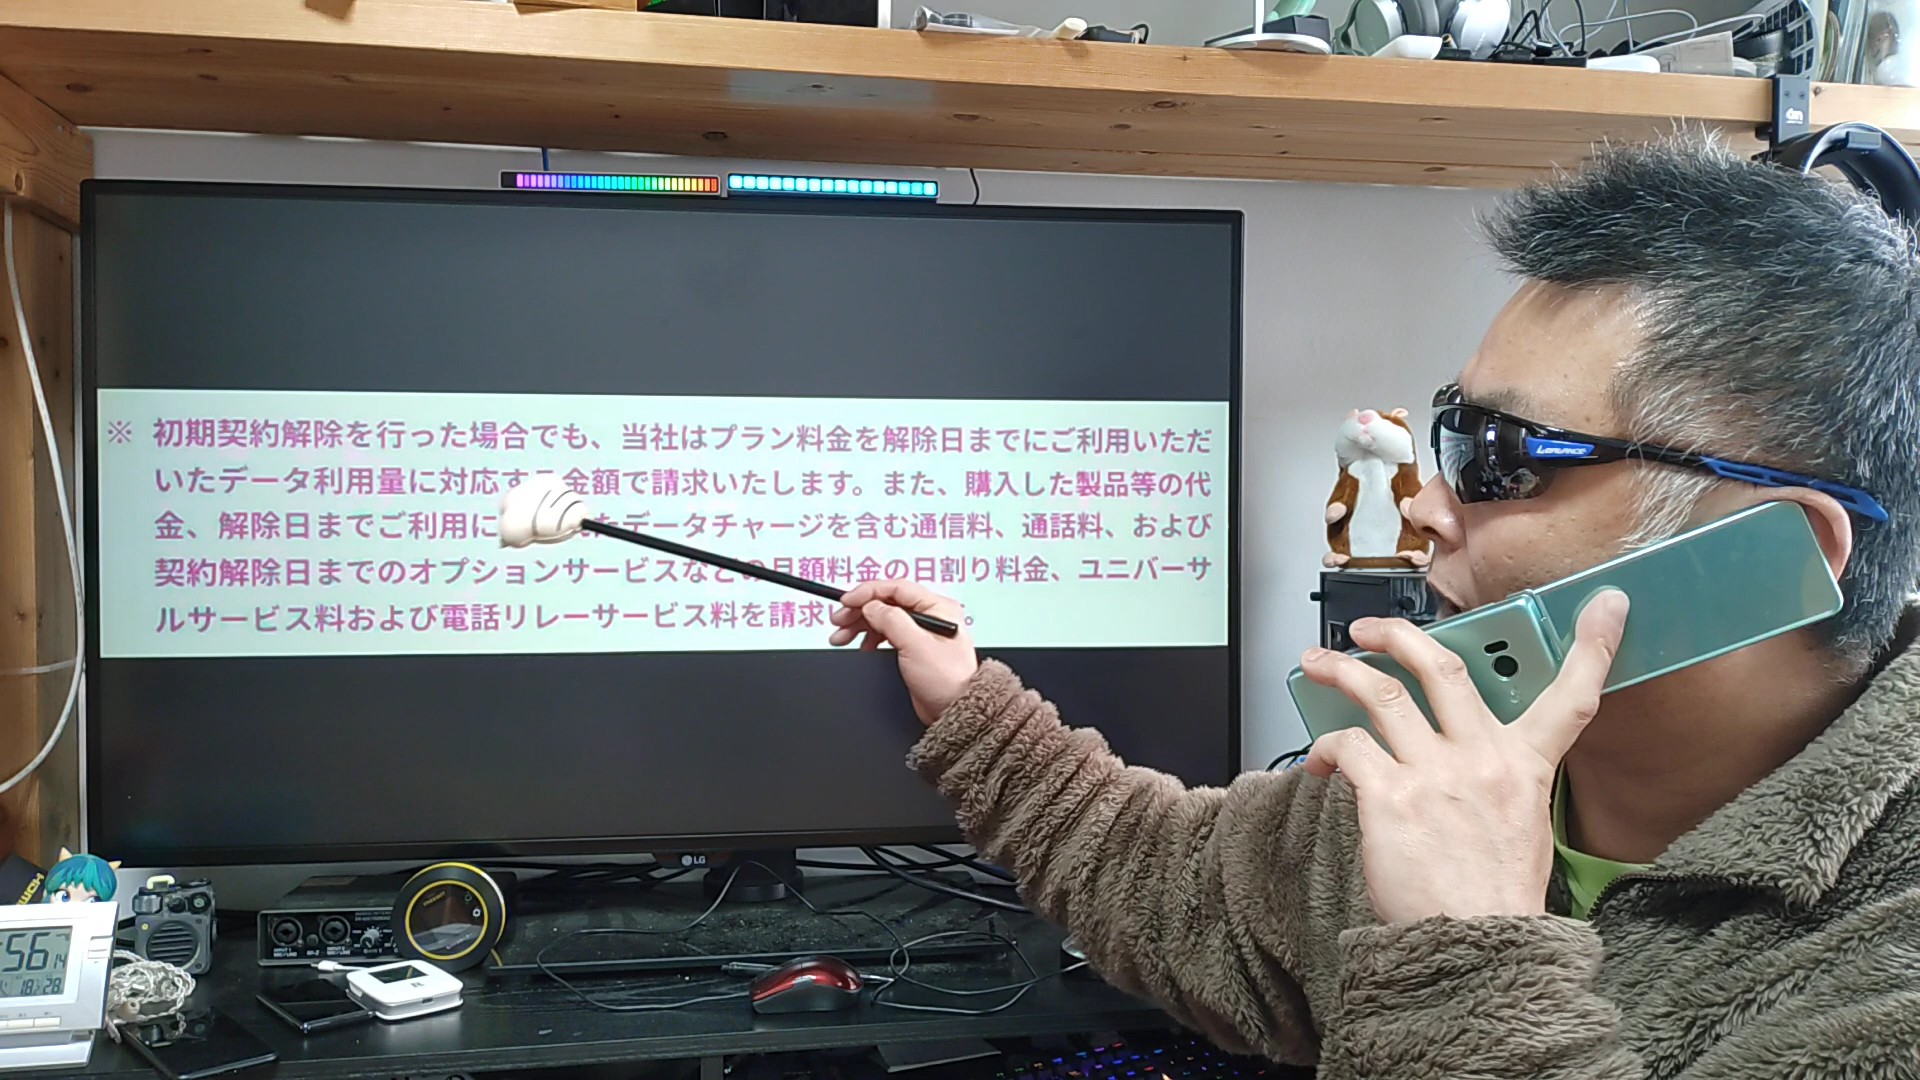 ※ 初期契約解除を行った場合でも、当社はプラン料金を解除日までにご利用いただ
いたデータ利用量に対応す 金額で請求いたします。また、購入した製品等の代
金、解除日までご利用に たデータチャージを含む通信料、通話料、および
契約解除日までのオプションサービスなどの月額料金の日割り料金、ユニバーサ
ルサービス料および電話リレーサービス料を請求 。
LG
56